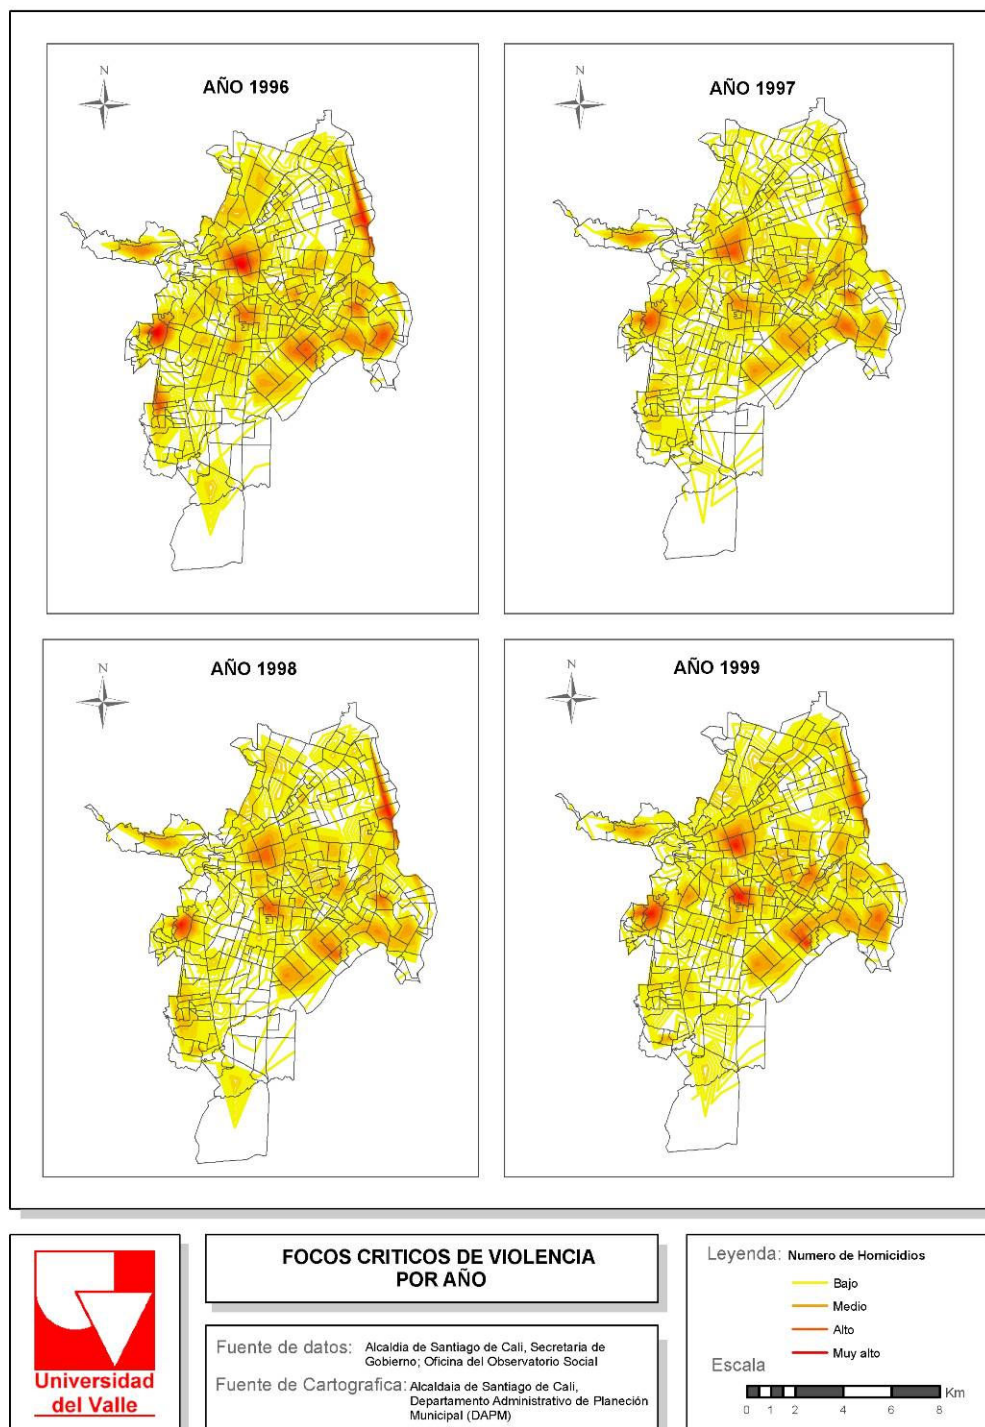 N
AÑO 1996
N
AÑO 1997
N
AÑO 1998
N
AÑO 1999
Universidad
del Valle
FOCOS CRITICOS DE VIOLENCIA
POR AÑO
Fuente de datos: Alcaldia de Santiago de Cali, Secretaria de
Gobierno; Oficina del Observatorio Social
Fuente de Cartografica: Alcaldaia de Santiago de Cali,
Departamento Administrativo de Planeción
Municipal (DAPM)
Leyenda: Numero de Homicidios
Bajo
Medio
Alto
Muy alto
Escala
Km
0 1 2 4 6 8